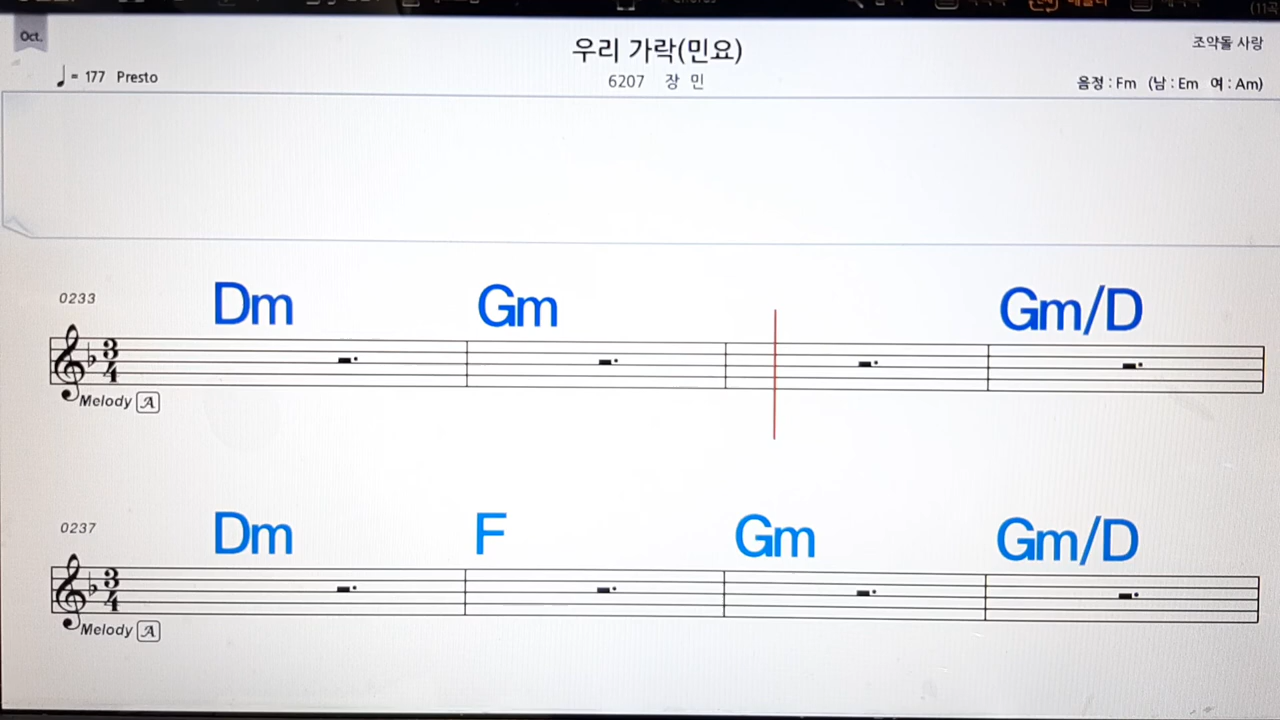 Oct.
우리 가락(민요)
조약돌 사랑
♩= 177 Presto
6207 장 민
음정 : Fm (남 : Em 여 : Am)
0233
Dm Gm Gm/D
3/4
Melody A
0237
Dm F Gm Gm/D
3/4
Melody A